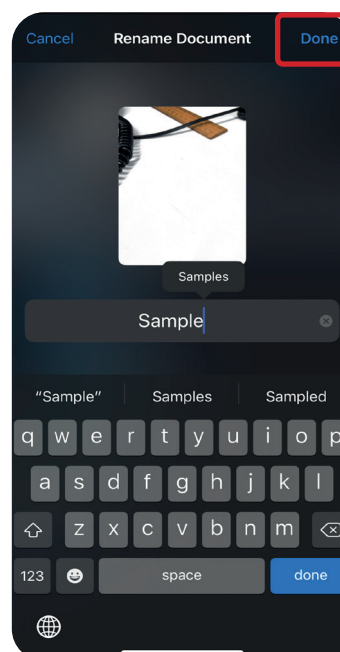 Cancel Rename Document Done
Samples
Sample
“Sample” Samples Sampled
q w e r t y u i o p
a s d f g h j k l
z x c v b n m
123 space done